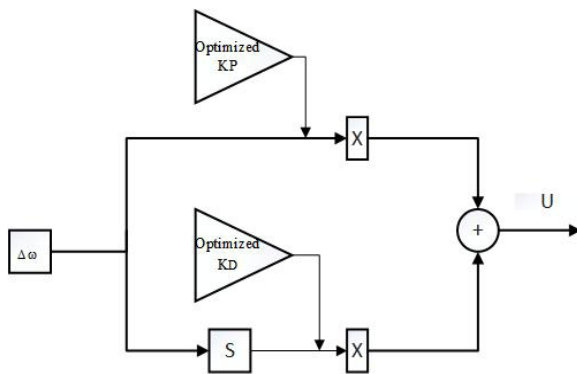 Optimized
KP
X
U
Optimized
KD
+
Δω
S
X